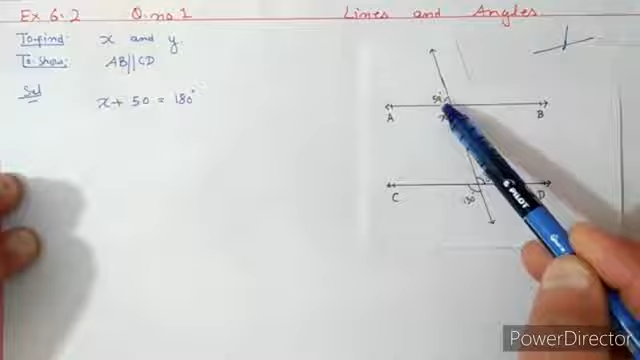 Ex 6.2 Q.no 1 Lines and Angles.
To find: x and y.
To show: AB||CD
Sol
x + 50 = 180°
50°
x
A B
C D
130°
PILOT
PowerDirector